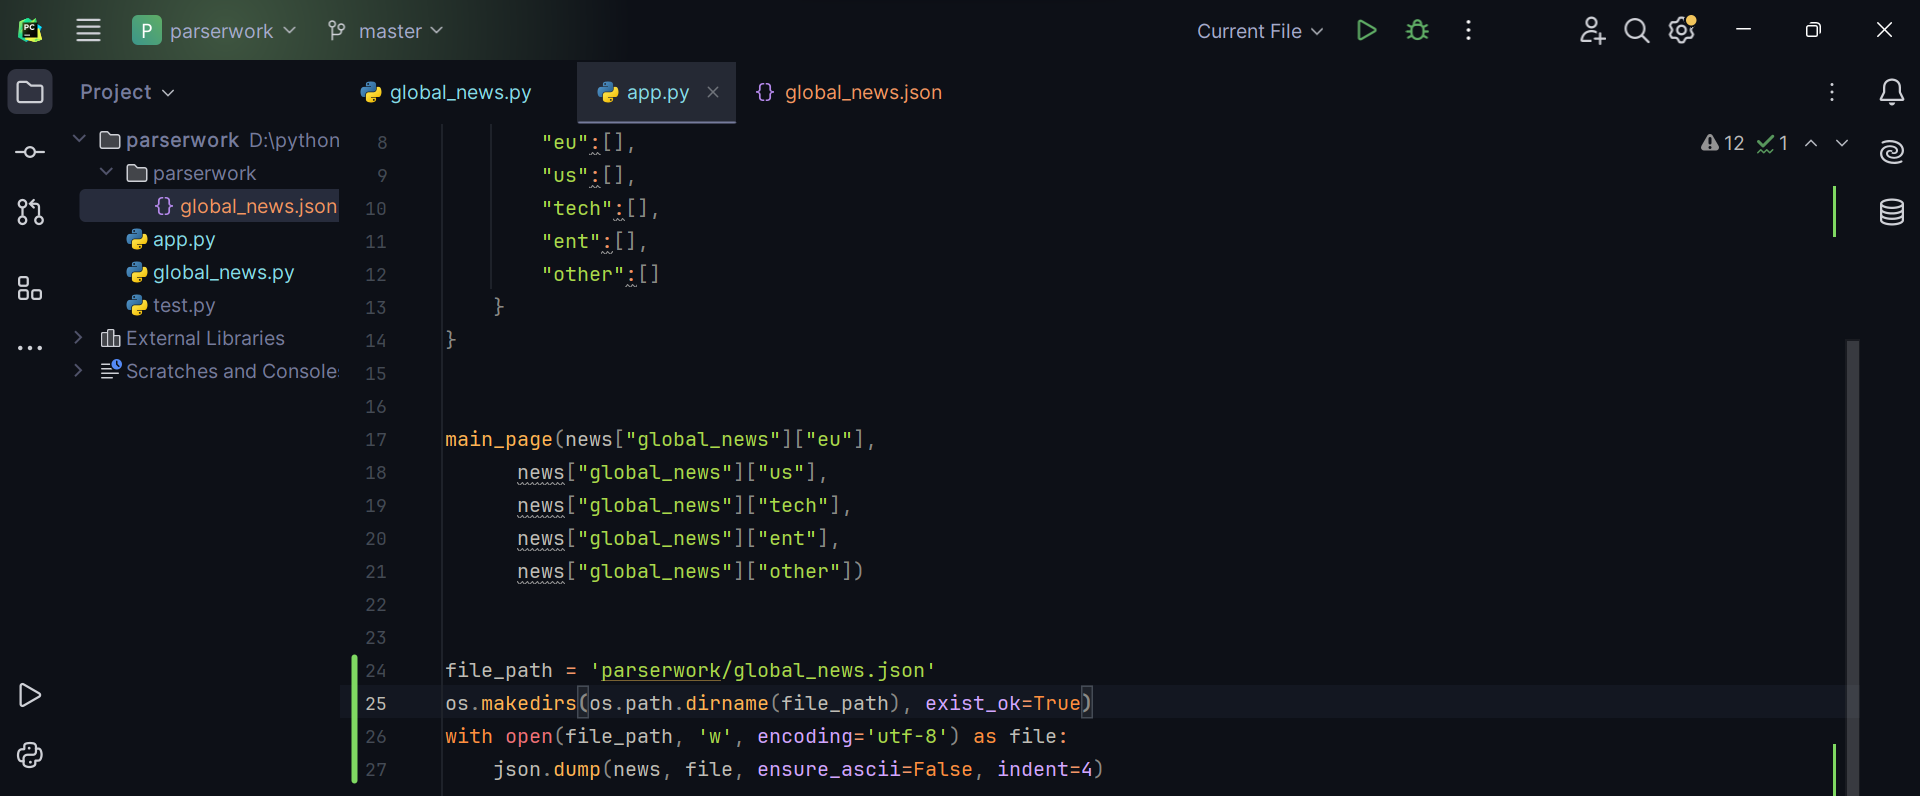 PC P parserwork master Current File
Project global_news.py app.py global_news.json
parserwork D:\python
parserwork
global_news.json
app.py
global_news.py
test.py
External Libraries
Scratches and Console
12 1
8 "eu":[],
9 "us":[],
10 "tech":[],
11 "ent":[],
12 "other":[]
13 }
14 }
15
16
17 main_page(news["global_news"]["eu"],
18 news["global_news"]["us"],
19 news["global_news"]["tech"],
20 news["global_news"]["ent"],
21 news["global_news"]["other"])
22
23
24 file_path = 'parserwork/global_news.json'
25 os.makedirs(os.path.dirname(file_path), exist_ok=True)
26 with open(file_path, 'w', encoding='utf-8') as file:
27 json.dump(news, file, ensure_ascii=False, indent=4)